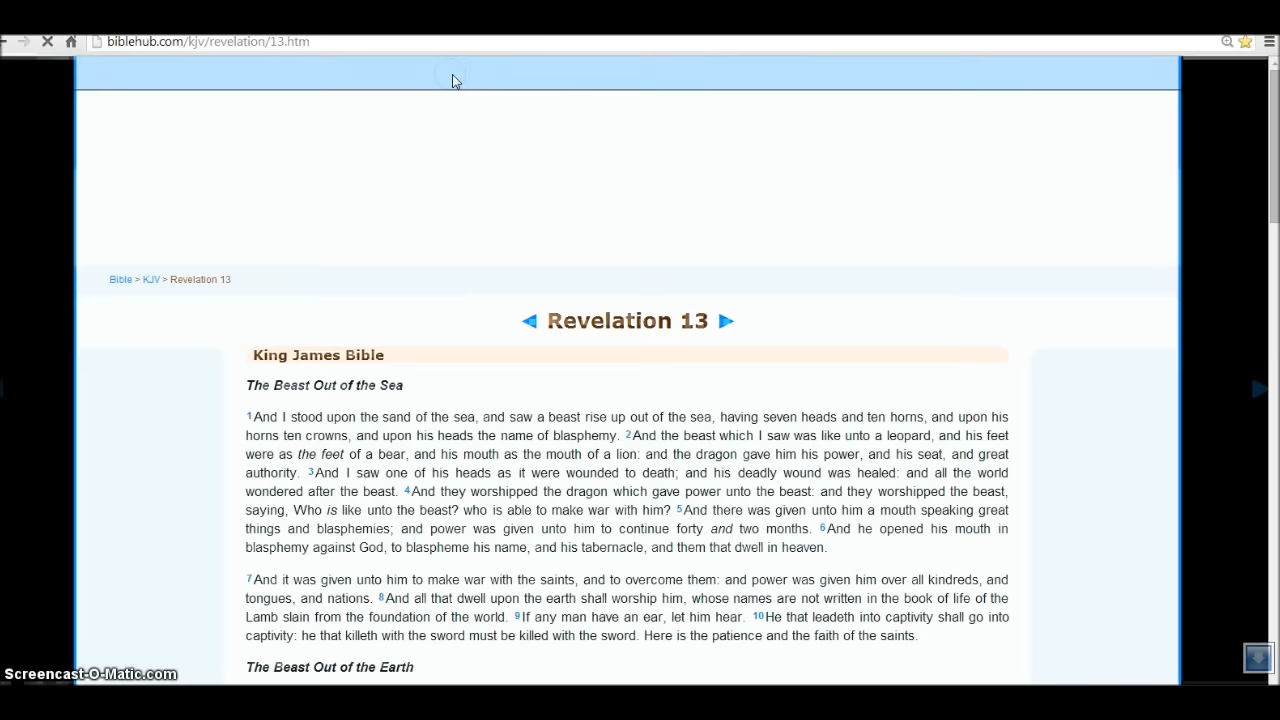 biblehub.com/kjv/revelation/13.htm
Bible > KJV > Revelation 13
Revelation 13
King James Bible
The Beast Out of the Sea
1And I stood upon the sand of the sea, and saw a beast rise up out of the sea, having seven heads and ten horns, and upon his
horns ten crowns, and upon his heads the name of blasphemy. 2And the beast which I saw was like unto a leopard, and his feet
were as the feet of a bear, and his mouth as the mouth of a lion: and the dragon gave him his power, and his seat, and great
authority. 3And I saw one of his heads as it were wounded to death; and his deadly wound was healed: and all the world
wondered after the beast. 4And they worshipped the dragon which gave power unto the beast: and they worshipped the beast,
saying, Who is like unto the beast? who is able to make war with him? 5And there was given unto him a mouth speaking great
things and blasphemies; and power was given unto him to continue forty and two months. 6And he opened his mouth in
blasphemy against God, to blaspheme his name, and his tabernacle, and them that dwell in heaven.
7And it was given unto him to make war with the saints, and to overcome them: and power was given him over all kindreds, and
tongues, and nations. 8And all that dwell upon the earth shall worship him, whose names are not written in the book of life of the
Lamb slain from the foundation of the world. 9If any man have an ear, let him hear. 10He that leadeth into captivity shall go into
captivity: he that killeth with the sword must be killed with the sword. Here is the patience and the faith of the saints.
The Beast Out of the Earth
Screencast-O-Matic.com